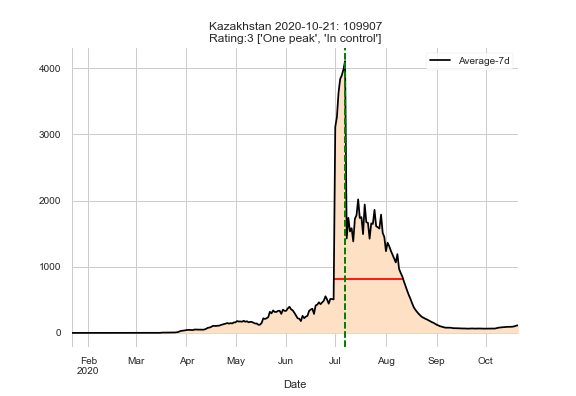 Kazakhstan 2020-10-21: 109907
Rating:3 ['One peak', 'In control']
Average-7d
4000
3000
2000
1000
0
Feb Mar Apr May Jun Jul Aug Sep Oct
2020
Date